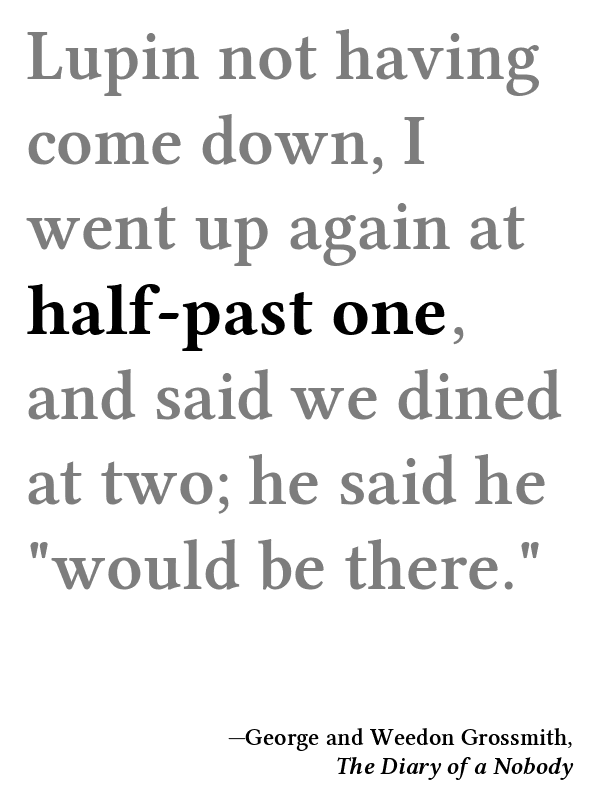 Lupin not having
come down, I
went up again at
half-past one,
and said we dined
at two; he said he
"would be there."
—George and Weedon Grossmith,
The Diary of a Nobody